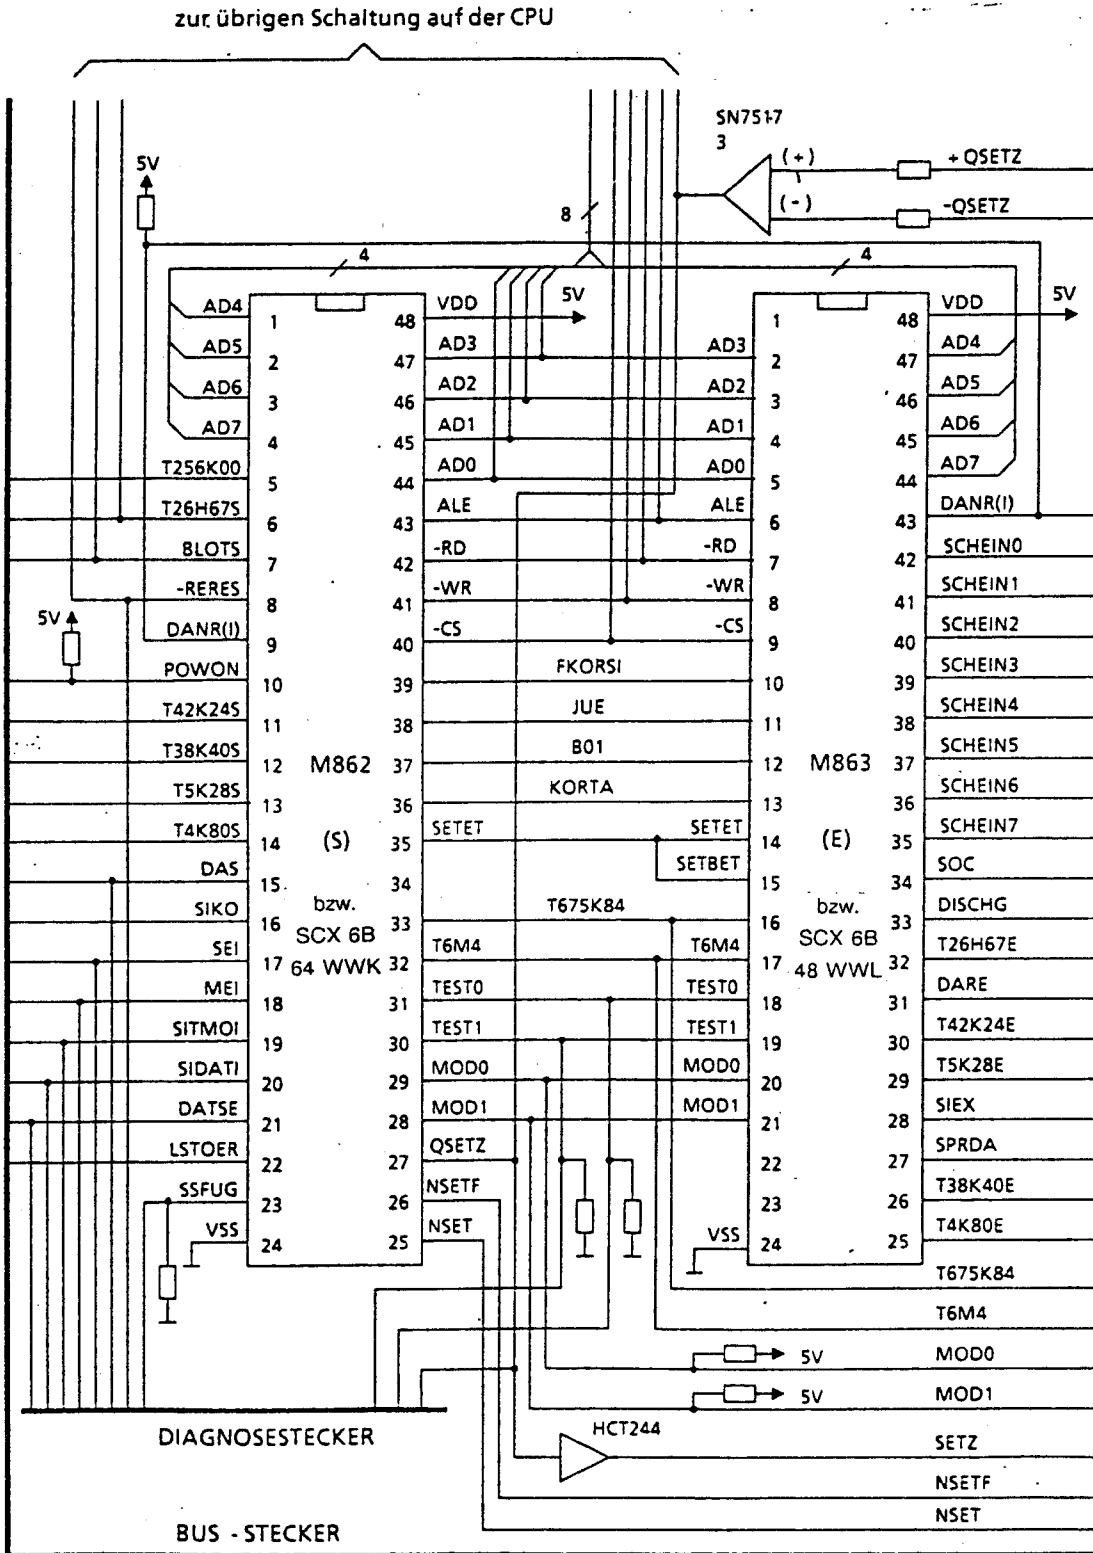 zur übrigen Schaltung auf der CPU
SN7517
3
(+)
+QSETZ
(-)
-QSETZ
5V
8
4
4
AD4
1
48
VDD
5V
1
48
VDD
5V
AD5
2
47
AD3
AD3
2
47
AD4
AD6
3
46
AD2
AD2
3
46
AD5
AD7
4
45
AD1
AD1
4
45
AD6
T256K00
5
44
AD0
AD0
5
44
AD7
T26H67S
6
43
ALE
ALE
6
43
DANR(I)
BLOTS
7
42
-RD
-RD
7
42
SCHEIN0
-RERES
8
41
-WR
-WR
8
41
SCHEIN1
5V
DANR(I)
9
40
-CS
-CS
9
40
SCHEIN2
POWON
10
39
FKORSI
10
39
SCHEIN3
T42K24S
11
38
JUE
11
38
SCHEIN4
T38K40S
12
M862
37
B01
12
M863
37
SCHEIN5
T5K28S
13
36
KORTA
13
36
SCHEIN6
T4K80S
14
(S)
35
SETET
SETET
14
(E)
35
SCHEIN7
DAS
15
34
SETBET
15
34
SOC
SIKO
16
bzw.
SCX 6B
64 WWK
33
T675K84
16
bzw.
SCX 6B
48 WWL
33
DISCHG
SEI
17
32
T6M4
T6M4
17
32
T26H67E
MEI
18
31
TEST0
TEST0
18
31
DARE
SITMOI
19
30
TEST1
TEST1
19
30
T42K24E
SIDATI
20
29
MOD0
MOD0
20
29
T5K28E
DATSE
21
28
MOD1
MOD1
21
28
SIEX
LSTOER
22
27
QSETZ
22
27
SPRDA
SSFUG
23
26
NSETF
23
26
T38K40E
VSS
24
25
NSET
VSS
24
25
T4K80E
T675K84
T6M4
5V
MOD0
5V
MOD1
DIAGNOSESTECKER
HCT244
SETZ
NSETF
NSET
BUS - STECKER